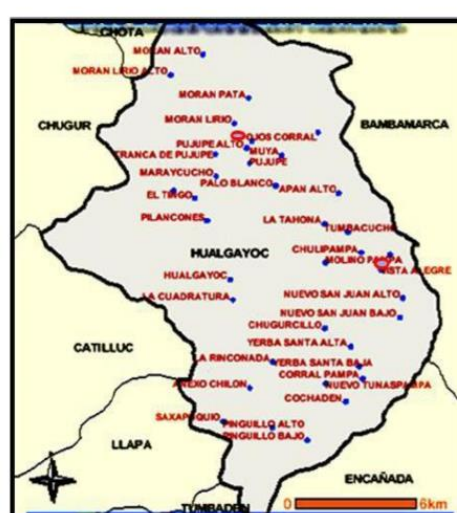 CHOTA
MORAN ALTO
MORAN LIRIO ALTO
MORAN PATA
CHUGUR
MORAN LIRIO
BAMBAMARCA
OJOS CORRAL
PUJUPE ALTO
MUYA
TRANCA DE PUJUPE
PUJUPE
MARAYCUCHO
PALO BLANCO
APAN ALTO
EL TINGO
PILANCONES
LA TAHONA
TUMBACUCHO
HUALGAYOC
CHULIPAMPA
MOLINO PAMPA
VISTA ALEGRE
HUALGAYOC
LA CUADRATURA
NUEVO SAN JUAN ALTO
NUEVO SAN JUAN BAJO
CHUGURCILLO
CATILLUC
YERBA SANTA ALTA
LA RINCONADA
YERBA SANTA BAJA
CORRAL PAMPA
ANEXO CHILON
NUEVO TUNASPAMPA
COCHADEN
SAXAPUQUIO
PINGUILLO ALTO
PINGUILLO BAJO
LLAPA
ENCAÑADA
TUMBADEN
0 6km